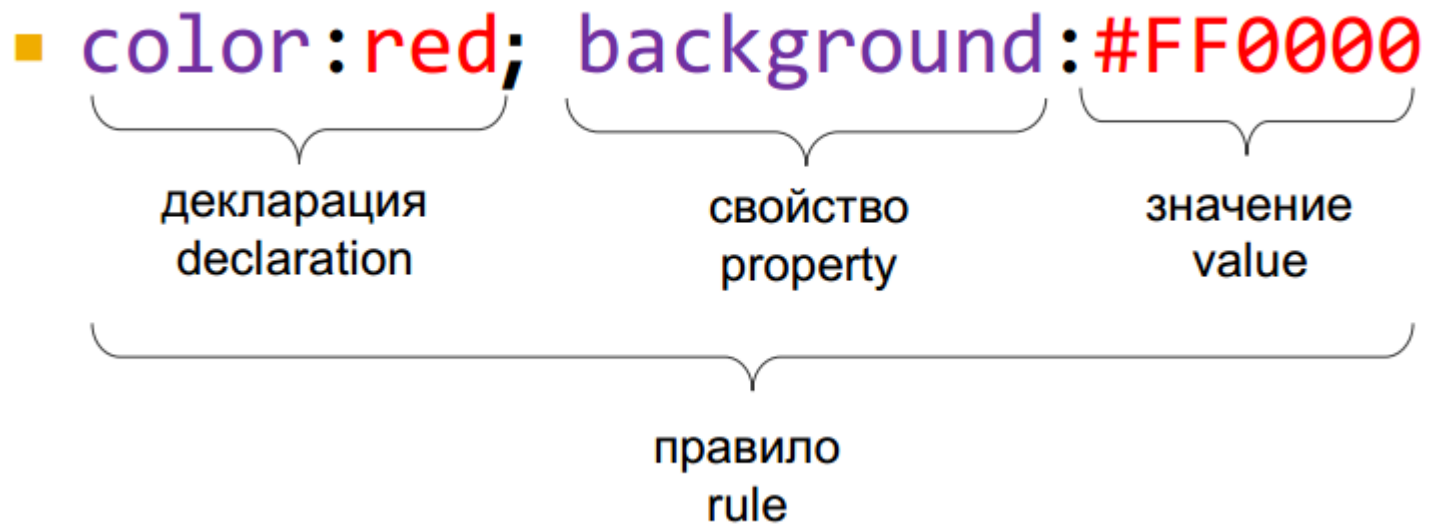 color:red; background:#FF0000
декларация
declaration
свойство
property
значение
value
правило
rule